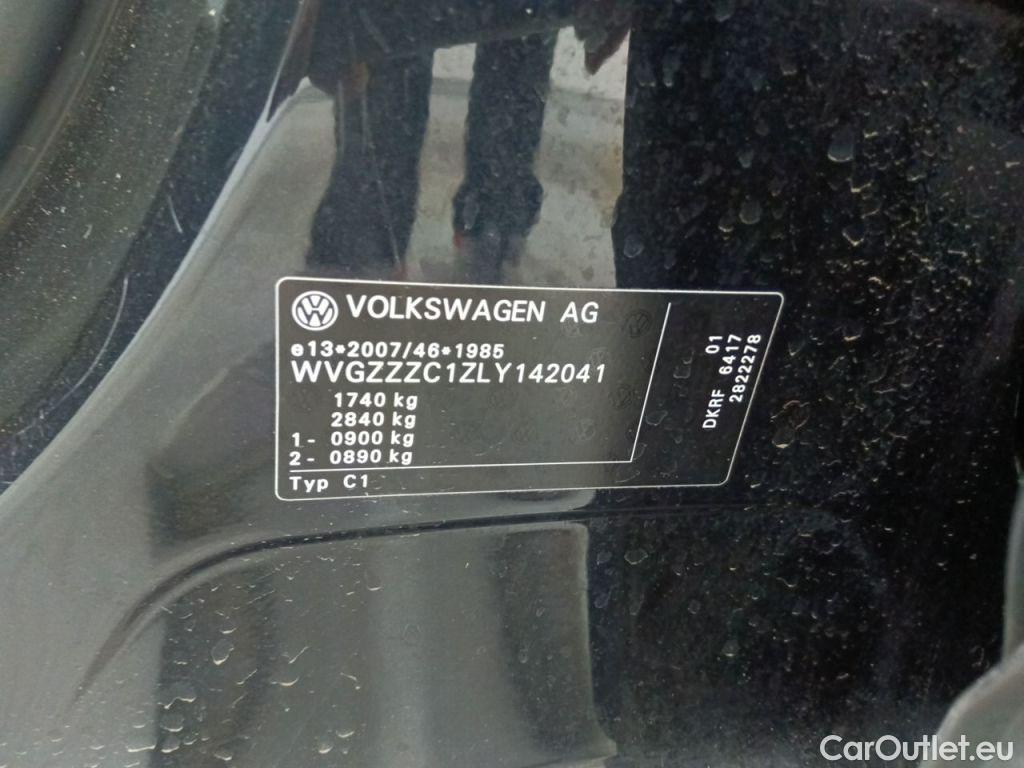 VOLKSWAGEN AG
e13*2007/46*1985
WVGZZZC1ZLY142041
1740 kg
2840 kg
1- 0900 kg
2- 0890 kg
Typ C1
01
DKRF 6417
2822278
CarOutlet.eu